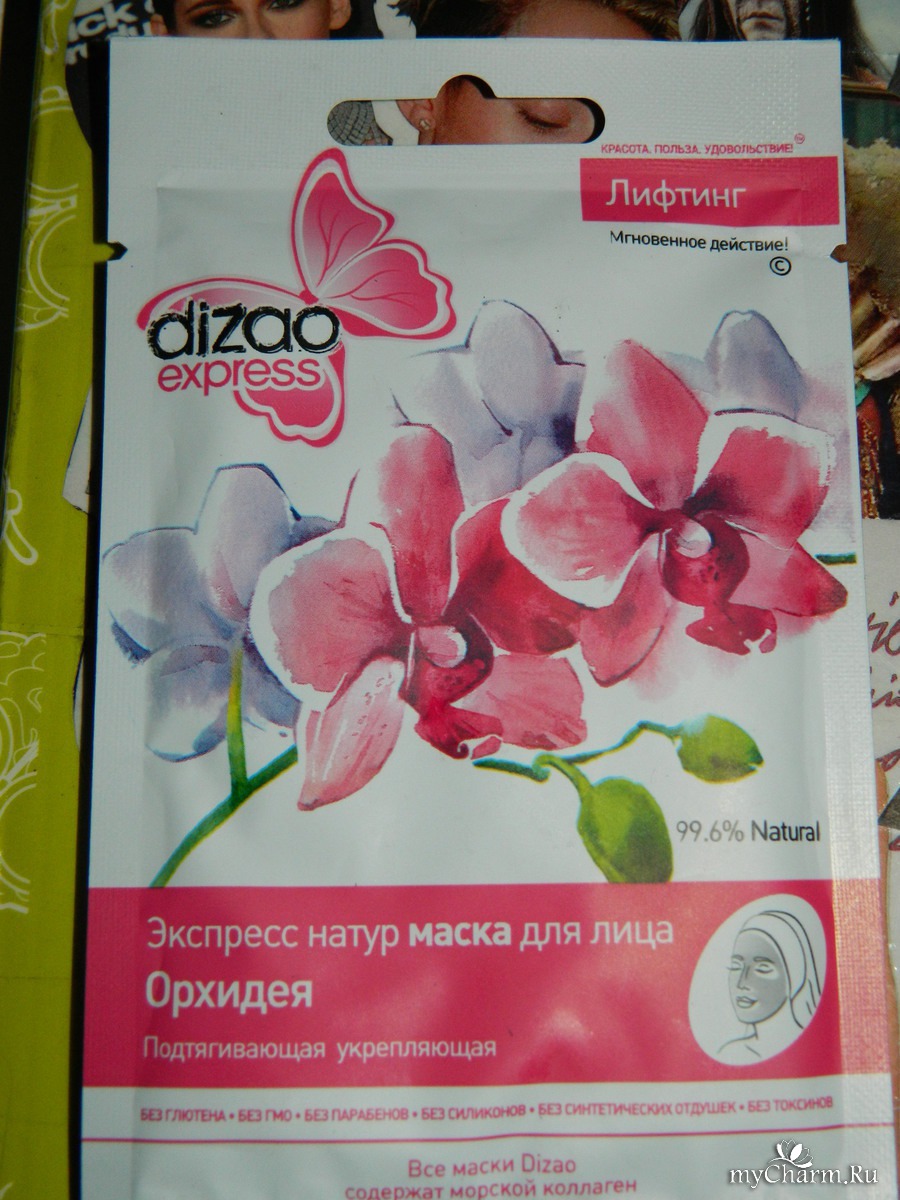 КРАСОТА. ПОЛЬЗА. УДОВОЛЬСТВИЕ!
Лифтинг
Мгновенное действие!
©
dizao
express
99.6% Natural
Экспресс натур маска для лица
Орхидея
Подтягивающая укрепляющая
БЕЗ ГЛЮТЕНА • БЕЗ ГМО • БЕЗ ПАРАБЕНОВ • БЕЗ СИЛИКОНОВ • БЕЗ СИНТЕТИЧЕСКИХ ОТДУШЕК • БЕЗ ТОКСИНОВ
Все маски Dizao
содержат морской коллаген
myCharm.Ru